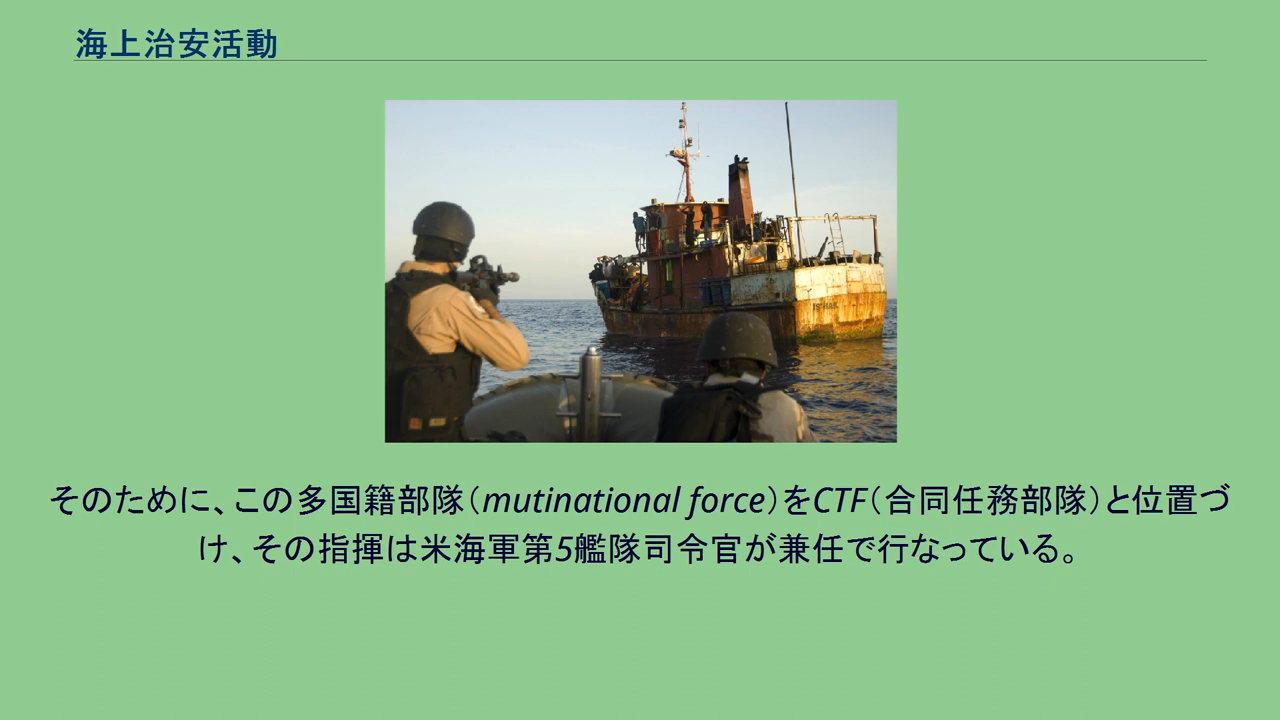 海上治安活動
ISHAK
そのために、この多国籍部隊（mutinational force）をCTF（合同任務部隊）と位置づ
け、その指揮は米海軍第5艦隊司令官が兼任で行なっている。